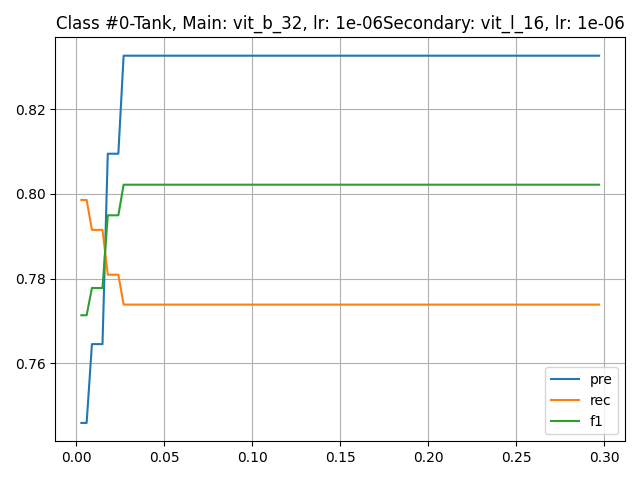 Class #0-Tank, Main: vit_b_32, lr: 1e-06Secondary: vit_l_16, lr: 1e-06
0.82
0.80
0.78
0.76
pre
rec
f1
0.00 0.05 0.10 0.15 0.20 0.25 0.30